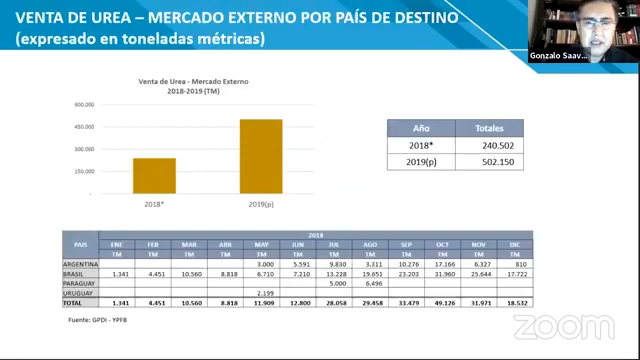 VENTA DE UREA – MERCADO EXTERNO POR PAÍS DE DESTINO
(expresado en toneladas métricas)
Gonzalo Saav...
Venta de Urea - Mercado Externo
2018-2019 (TM)
600.000
450.000
300.000
150.000
-
2018*
2019(p)
Año Totales
2018* 240.502
2019(p) 502.150
PAIS 2018
ENE FEB MAR ABR MAY JUN JUL AGO SEP OCT NOV DIC
TM TM TM TM TM TM TM TM TM TM TM TM
ARGENTINA 3.000 5.591 9.830 3.311 10.276 17.166 6.327 810
BRASIL 1.341 4.451 10.560 8.818 6.710 7.210 13.228 19.651 23.203 31.960 25.644 17.722
PARAGUAY 5.000 6.496
URUGUAY 2.199
TOTAL 1.341 4.451 10.560 8.818 11.909 12.800 28.058 29.458 33.479 49.126 31.971 18.532
Fuente: GPDI - YPFB
zoom